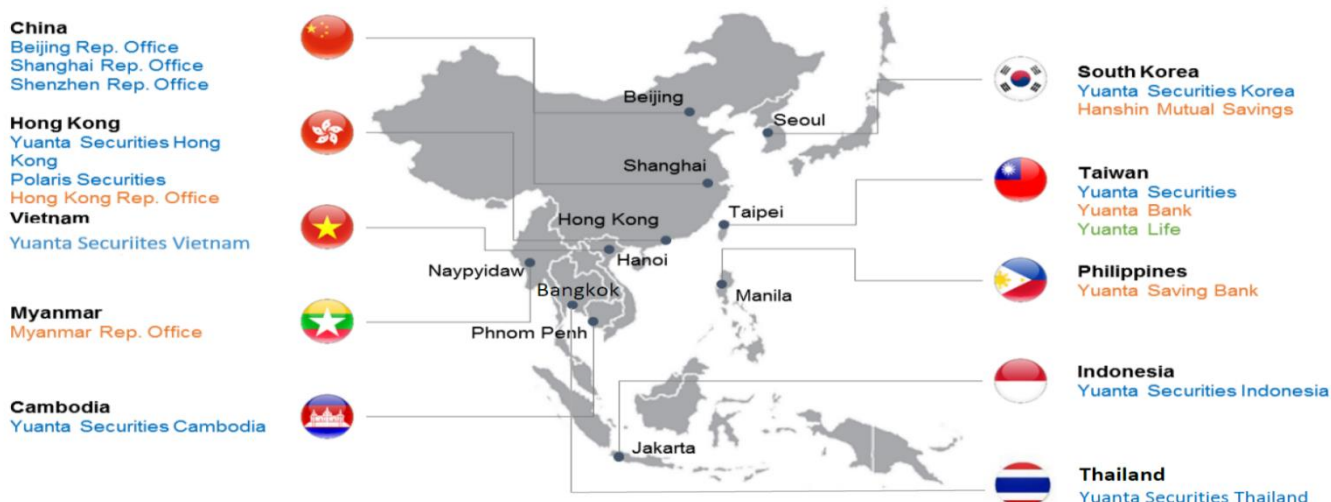 China
Beijing Rep. Office
Shanghai Rep. Office
Shenzhen Rep. Office
Hong Kong
Yuanta Securities Hong
Kong
Polaris Securities
Hong Kong Rep. Office
Vietnam
Yuanta Securiites Vietnam
Myanmar
Myanmar Rep. Office
Cambodia
Yuanta Securities Cambodia
Beijing
Seoul
Shanghai
Hong Kong
Taipei
Hanoi
Naypyidaw
Bangkok
Manila
Phnom Penh
Jakarta
South Korea
Yuanta Securities Korea
Hanshin Mutual Savings
Taiwan
Yuanta Securities
Yuanta Bank
Yuanta Life
Philippines
Yuanta Saving Bank
Indonesia
Yuanta Securities Indonesia
Thailand
Yuanta Securities Thailand